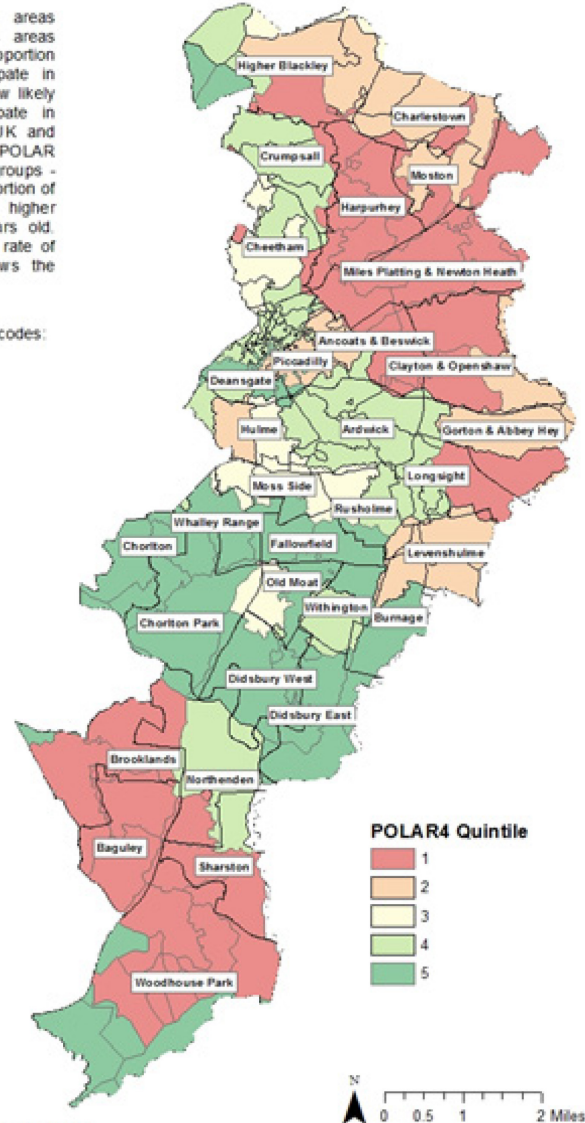 areas
areas
portion
pate in
w likely
pate in
JK and
POLAR
roups -
rtion of
higher
rs old.
rate of
ws the
codes:
Higher Blackley
Charlestown
Crumpsall
Moston
Harpurhey
Cheetham
Miles Platting & Newton Heath
Ancoats & Beswick
Piccadilly
Clayton & Openshaw
Deansgate
Hulme
Ardwick
Gorton & Abbey Hey
Longsight
Moss Side
Rusholme
Whalley Range
Chorlton
Fallowfield
Levenshulme
Old Moat
Withington
Burnage
Chorlton Park
Didsbury West
Didsbury East
Brooklands
Northenden
Baguley
Sharston
Woodhouse Park
POLAR4 Quintile
1
2
3
4
5
N
0 0.5 1 2 Miles